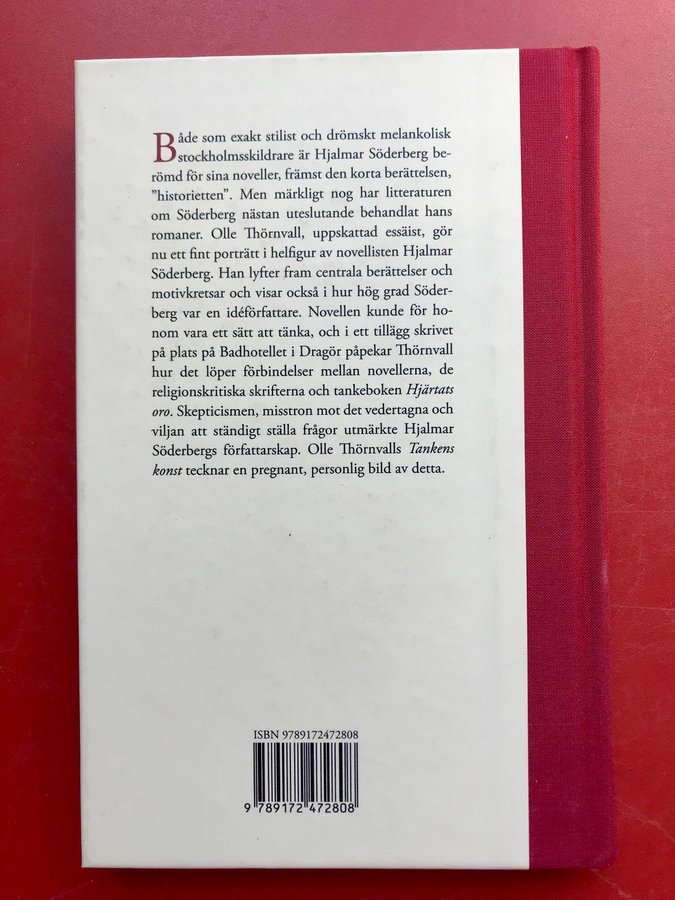 Både som exakt stilist och drömskt melankolisk
stockholmsskildrare är Hjalmar Söderberg be-
römd för sina noveller, främst den korta berättelsen,
”historietten”. Men märkligt nog har litteraturen
om Söderberg nästan uteslutande behandlat hans
romaner. Olle Thörnvall, uppskattad essäist, gör
nu ett fint porträtt i helfigur av novellisten Hjalmar
Söderberg. Han lyfter fram centrala berättelser och
motivkretsar och visar också i hur hög grad Söder-
berg var en idéförfattare. Novellen kunde för ho-
nom vara ett sätt att tänka, och i ett tillägg skrivet
på plats på Badhotellet i Dragör påpekar Thörnvall
hur det löper förbindelser mellan novellerna, de
religionskritiska skrifterna och tankeboken Hjärtats
oro. Skepticismen, misstron mot det vedertagna och
viljan att ständigt ställa frågor utmärkte Hjalmar
Söderbergs författarskap. Olle Thörnvalls Tankens
konst tecknar en pregnant, personlig bild av detta.
ISBN 9789172472808
9 789172 472808